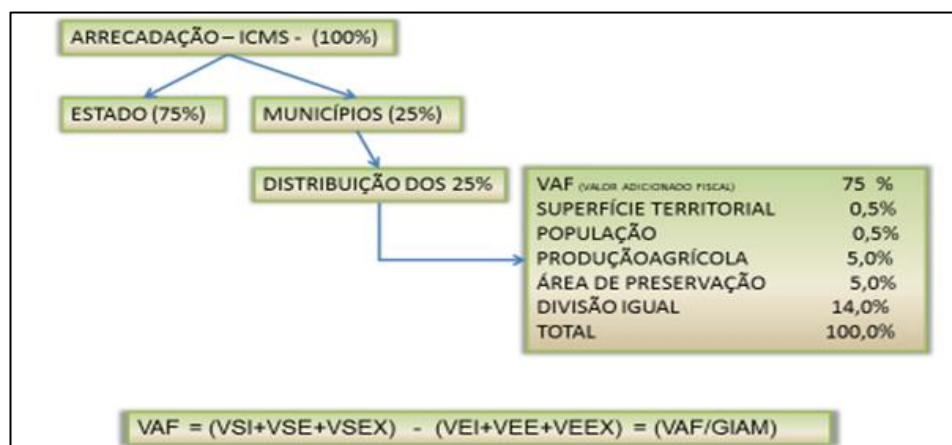 ARRECADAÇÃO – ICMS - (100%)
ESTADO (75%)
MUNICÍPIOS (25%)
DISTRIBUIÇÃO DOS 25%
VAF (VALOR ADICIONADO FISCAL) 75 %
SUPERFÍCIE TERRITORIAL 0,5%
POPULAÇÃO 0,5%
PRODUÇÃOAGRÍCOLA 5,0%
ÁREA DE PRESERVAÇÃO 5,0%
DIVISÃO IGUAL 14,0%
TOTAL 100,0%
VAF = (VSI+VSE+VSEX) - (VEI+VEE+VEEX) = (VAF/GIAM)